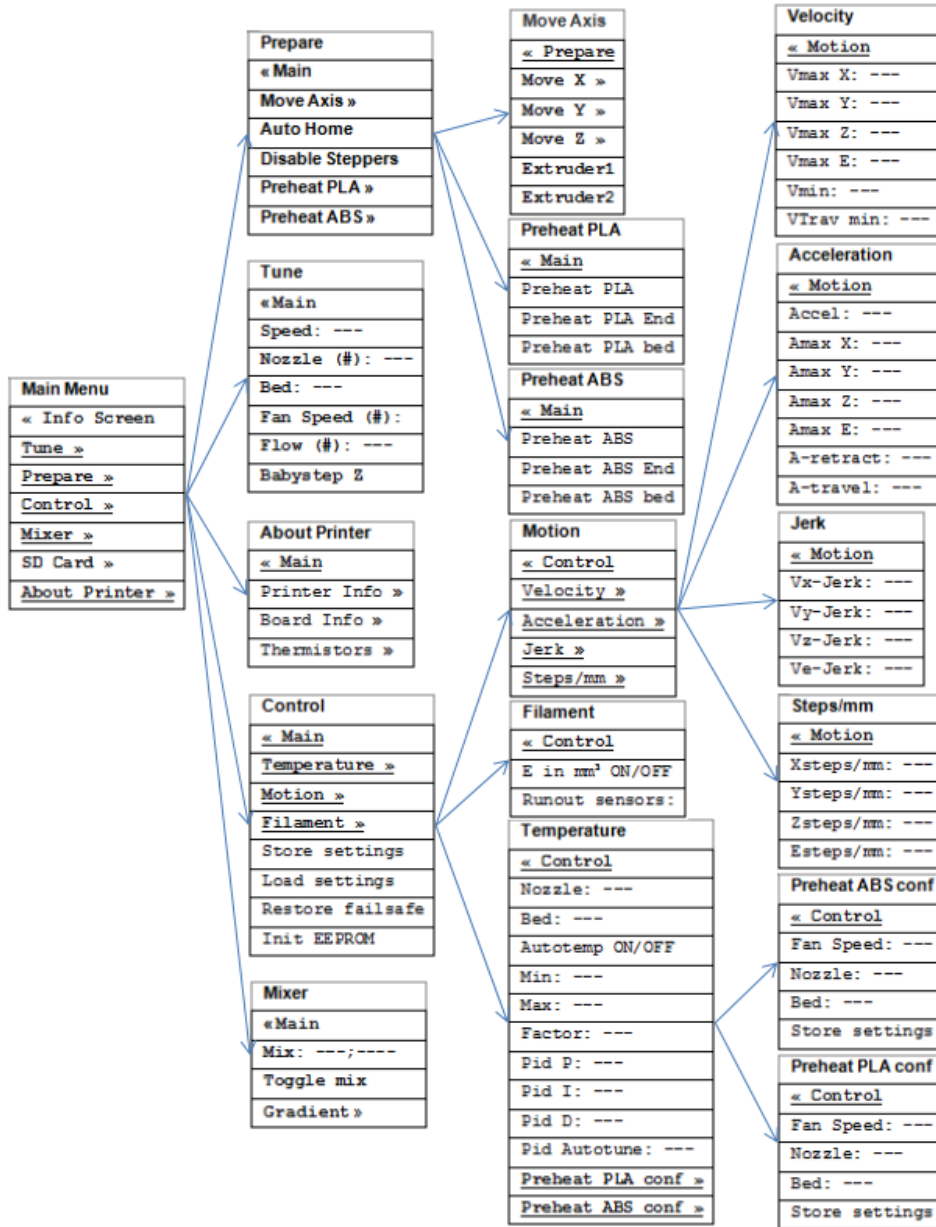 Main Menu
« Info Screen
Tune »
Prepare »
Control »
Mixer »
SD Card »
About Printer »
Prepare
« Main
Move Axis »
Auto Home
Disable Steppers
Preheat PLA »
Preheat ABS »
Tune
«Main
Speed: ---
Nozzle (#): ---
Bed: ---
Fan Speed (#):
Flow (#): ---
Babystep Z
About Printer
« Main
Printer Info »
Board Info »
Thermistors »
Control
« Main
Temperature »
Motion »
Filament »
Store settings
Load settings
Restore failsafe
Init EEPROM
Mixer
«Main
Mix: ---;----
Toggle mix
Gradient »
Move Axis
« Prepare
Move X »
Move Y »
Move Z »
Extruder1
Extruder2
Preheat PLA
« Main
Preheat PLA
Preheat PLA End
Preheat PLA bed
Preheat ABS
« Main
Preheat ABS
Preheat ABS End
Preheat ABS bed
Motion
« Control
Velocity »
Acceleration »
Jerk »
Steps/mm »
Filament
« Control
E in mm³ ON/OFF
Runout sensors:
Temperature
« Control
Nozzle: ---
Bed: ---
Autotemp ON/OFF
Min: ---
Max: ---
Factor: ---
Pid P: ---
Pid I: ---
Pid D: ---
Pid Autotune: ---
Preheat PLA conf »
Preheat ABS conf »
Velocity
« Motion
Vmax X: ---
Vmax Y: ---
Vmax Z: ---
Vmax E: ---
Vmin: ---
VTrav min: ---
Acceleration
« Motion
Accel: ---
Amax X: ---
Amax Y: ---
Amax Z: ---
Amax E: ---
A-retract: ---
A-travel: ---
Jerk
« Motion
Vx-Jerk: ---
Vy-Jerk: ---
Vz-Jerk: ---
Ve-Jerk: ---
Steps/mm
« Motion
Xsteps/mm: ---
Ysteps/mm: ---
Zsteps/mm: ---
Esteps/mm: ---
Preheat ABS conf
« Control
Fan Speed: ---
Nozzle: ---
Bed: ---
Store settings
Preheat PLA conf
« Control
Fan Speed: ---
Nozzle: ---
Bed: ---
Store settings